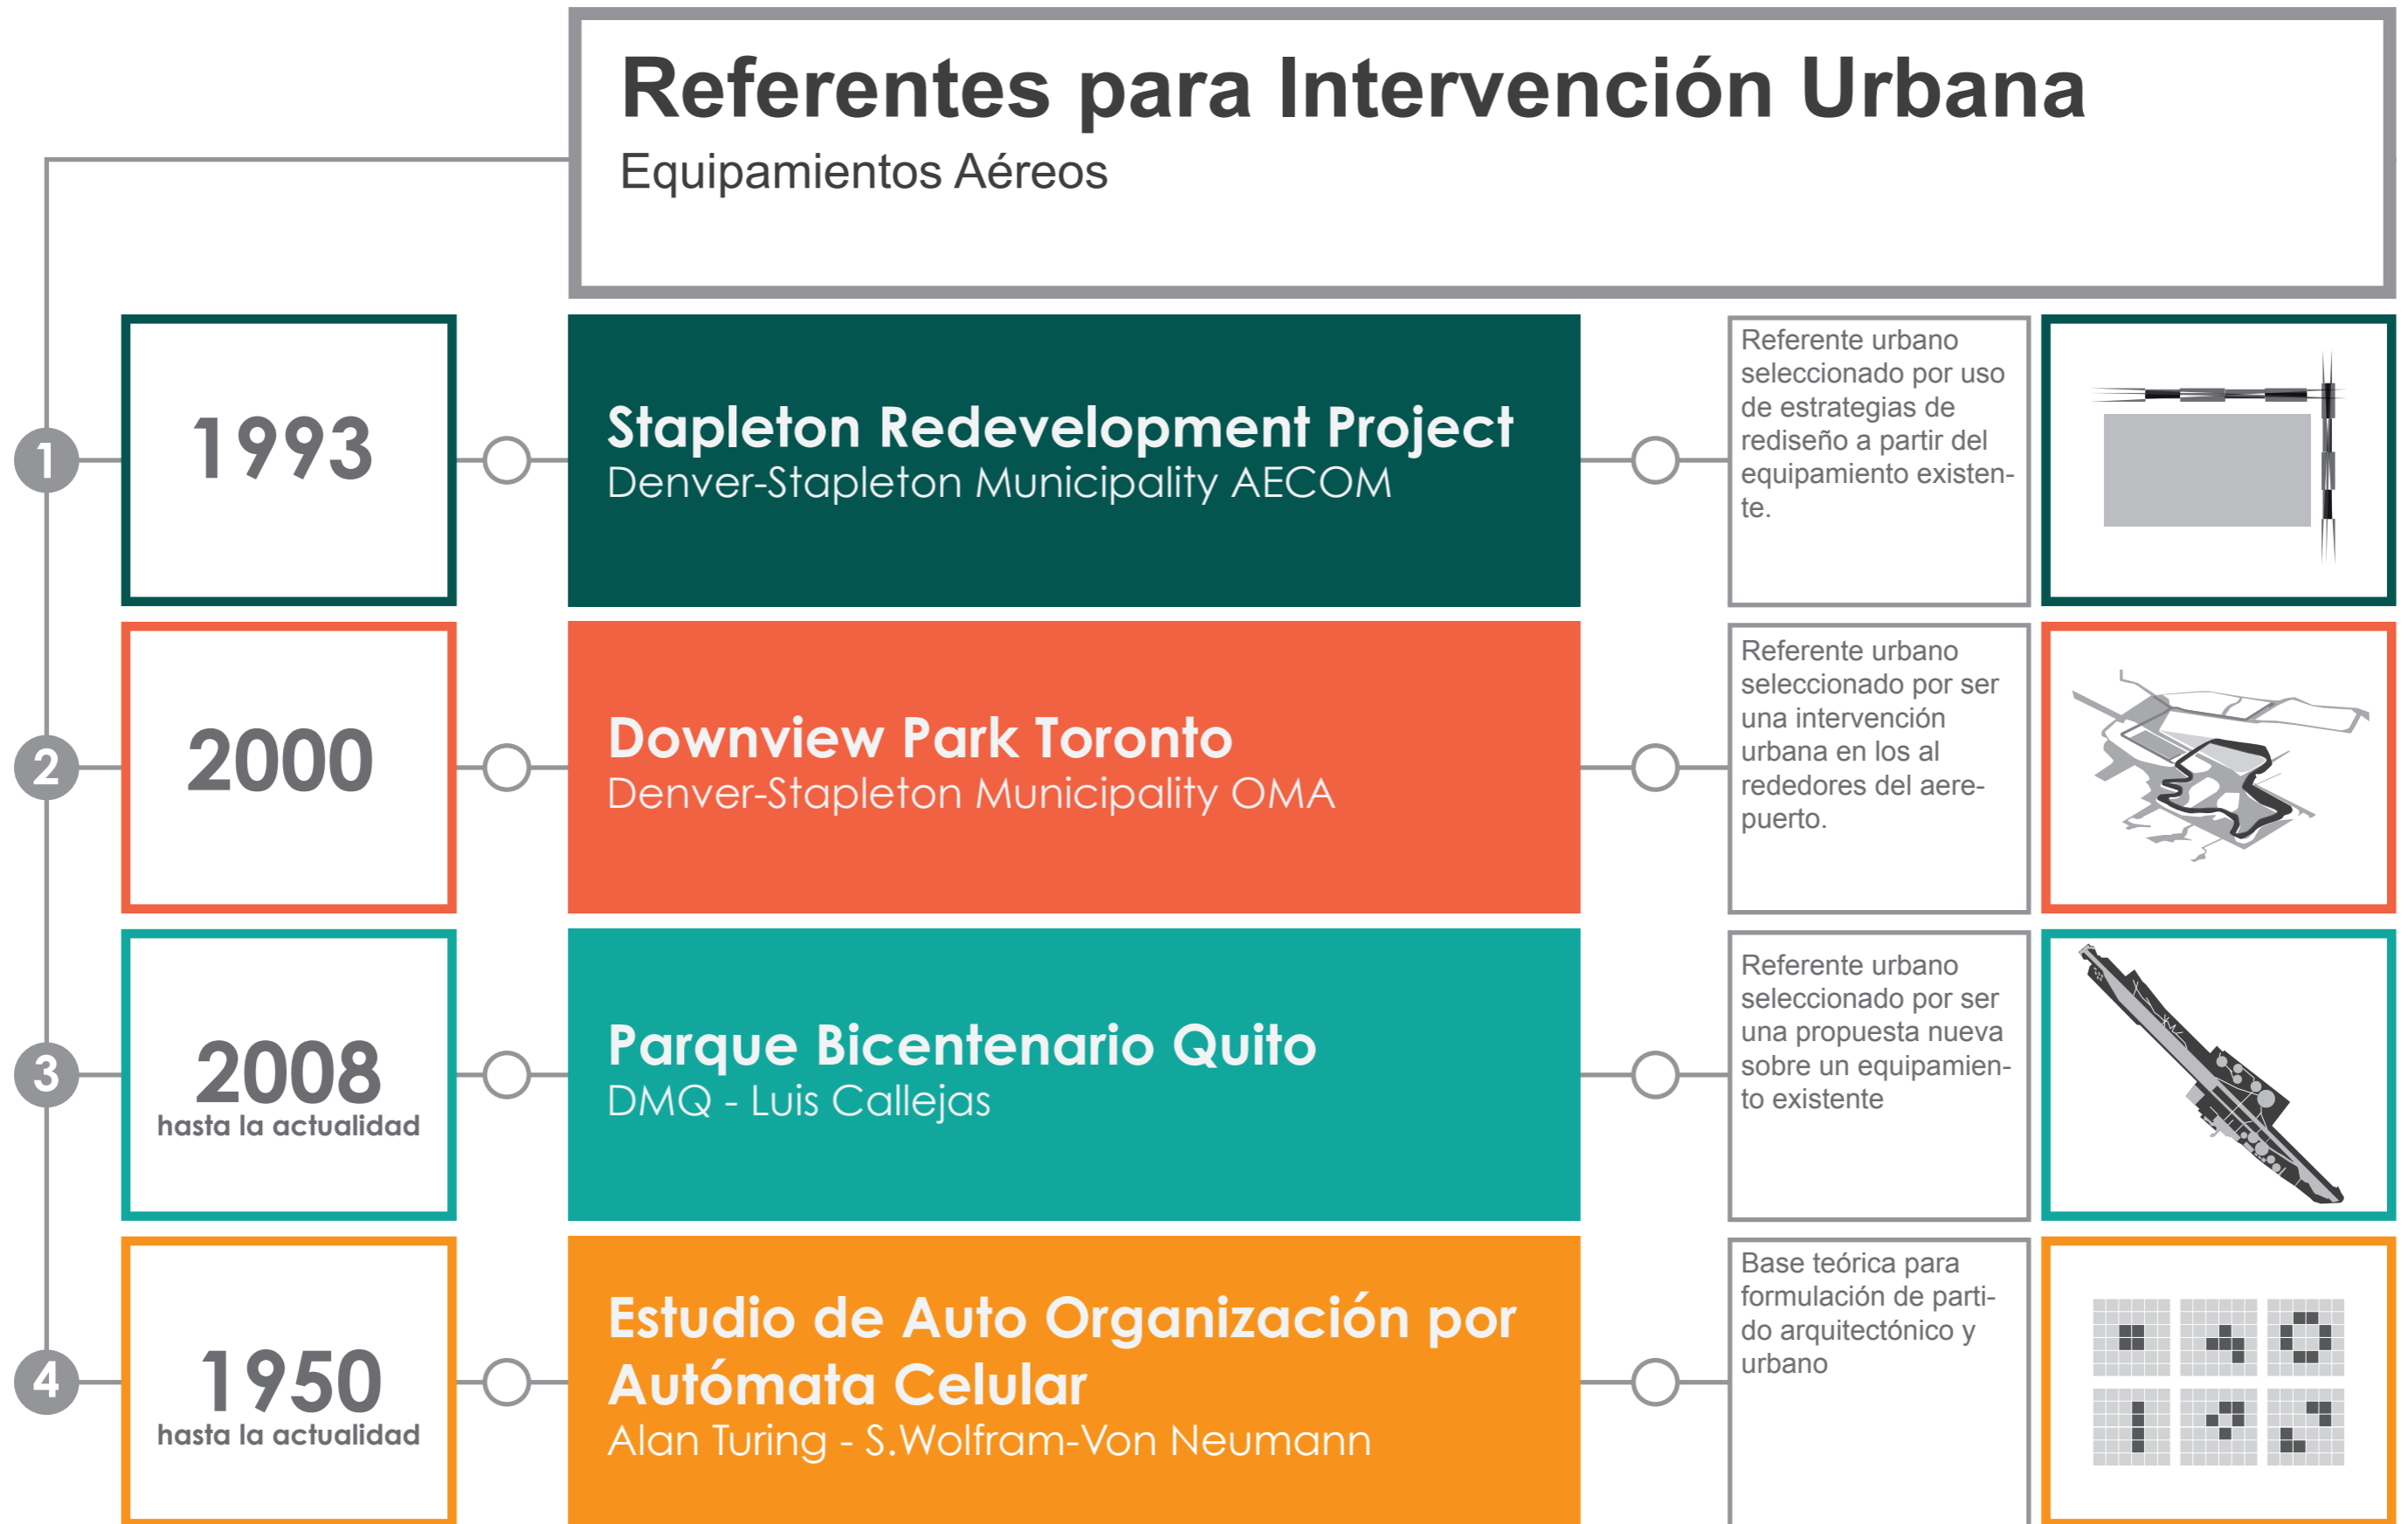 Referentes para Intervención Urbana
Equipamientos Aéreos
1
1993
Stapleton Redevelopment Project
Denver-Stapleton Municipality AECOM
Referente urbano
seleccionado por uso
de estrategias de
rediseño a partir del
equipamiento existen-
te.
2
2000
Downview Park Toronto
Denver-Stapleton Municipality OMA
Referente urbano
seleccionado por ser
una intervención
urbana en los al
rededores del aere-
puerto.
3
2008
hasta la actualidad
Parque Bicentenario Quito
DMQ - Luis Callejas
Referente urbano
seleccionado por ser
una propuesta nueva
sobre un equipamien-
to existente
4
1950
hasta la actualidad
Estudio de Auto Organización por
Autómata Celular
Alan Turing - S.Wolfram-Von Neumann
Base teórica para
formulación de parti-
do arquitectónico y
urbano